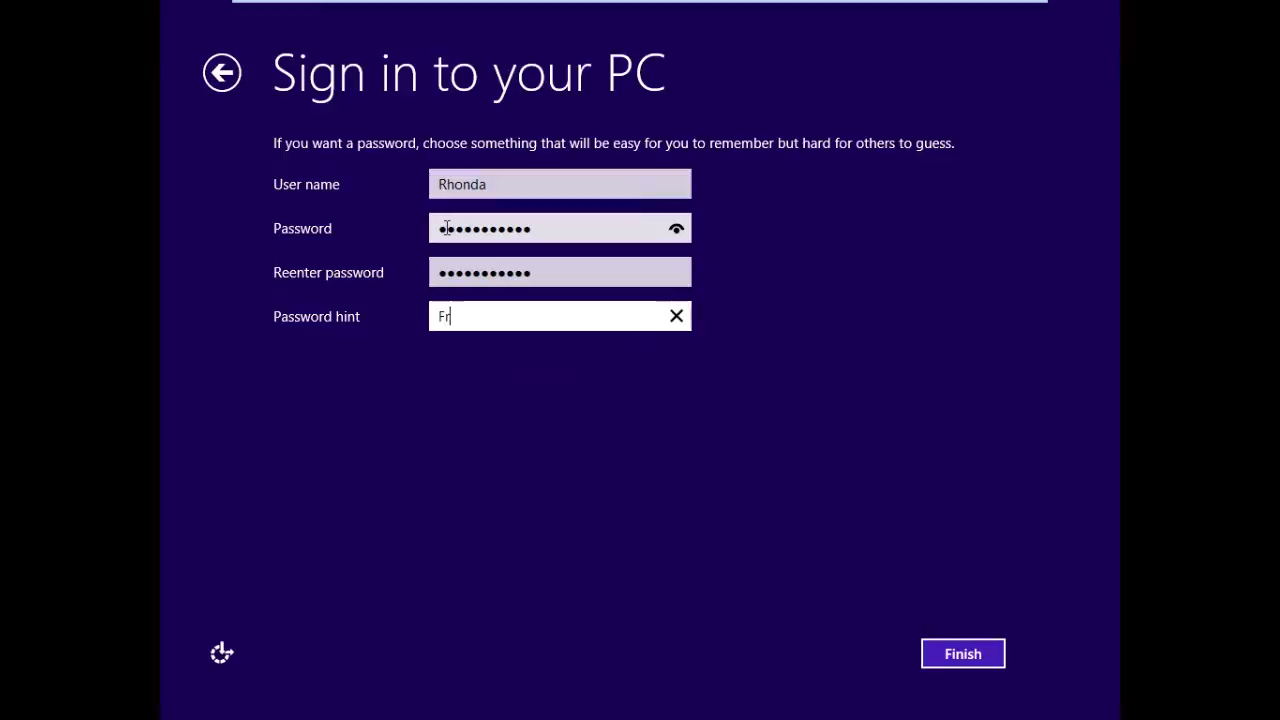 Sign in to your PC
If you want a password, choose something that will be easy for you to remember but hard for others to guess.
User name Rhonda
Password ●●●●●●●●●●●
Reenter password ●●●●●●●●●●●
Password hint Fr
Finish